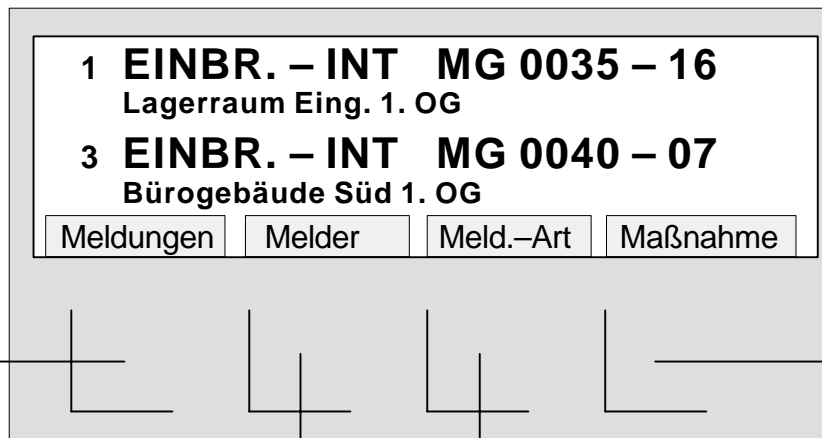 1 EINBR. – INT MG 0035 – 16
Lagerraum Eing. 1. OG
3 EINBR. – INT MG 0040 – 07
Bürogebäude Süd 1. OG
Meldungen Melder Meld.–Art Maßnahme